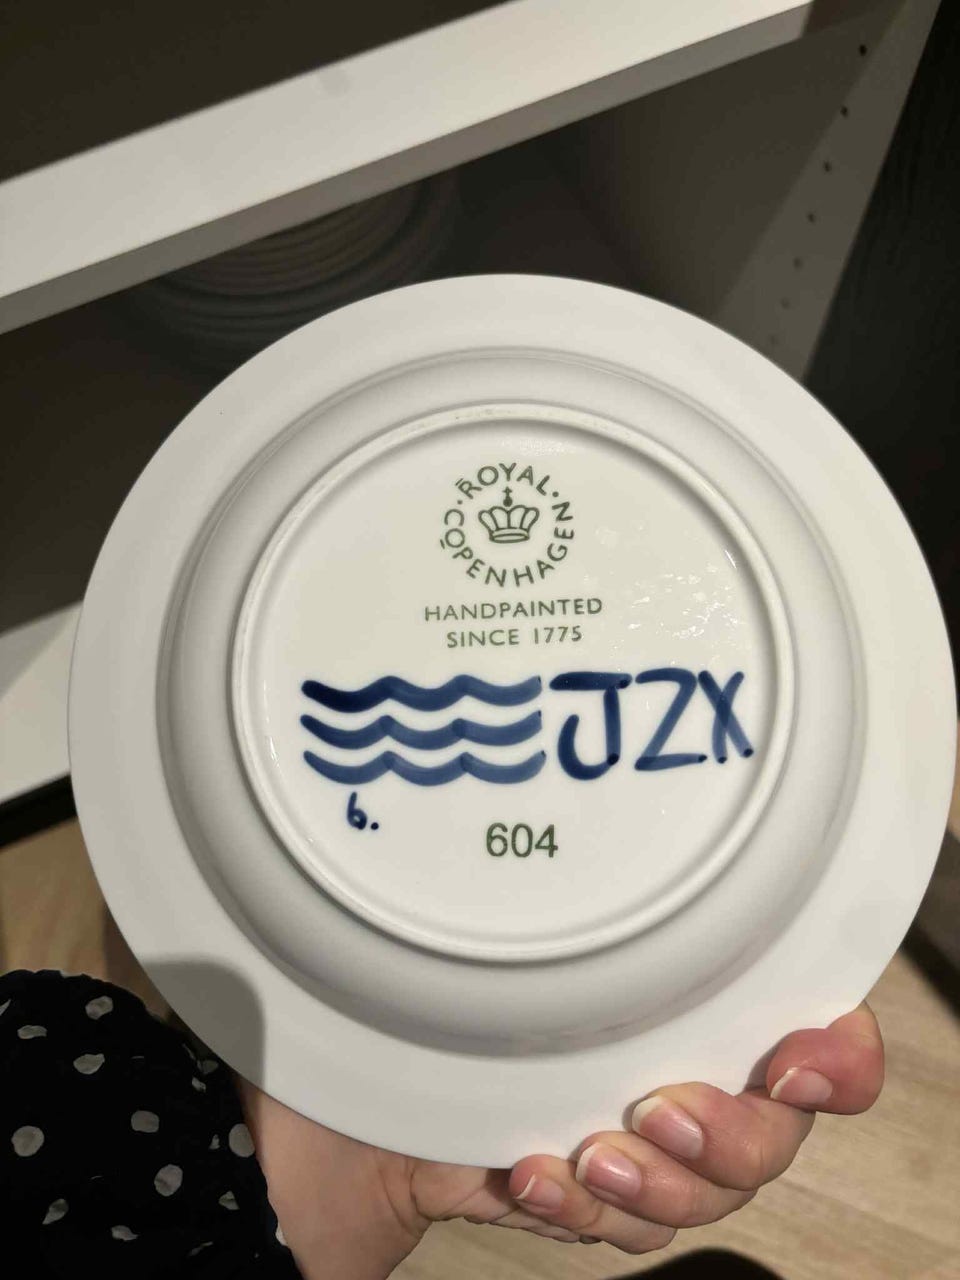 ROYAL
COPENHAGEN
HANDPAINTED
SINCE 1775
JZX
6.
604